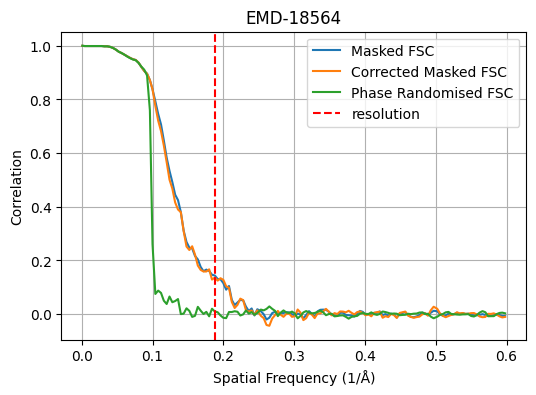 EMD-18564
Masked FSC
Corrected Masked FSC
Phase Randomised FSC
resolution
Correlation
1.0
0.8
0.6
0.4
0.2
0.0
0.0 0.1 0.2 0.3 0.4 0.5 0.6
Spatial Frequency (1/Å)